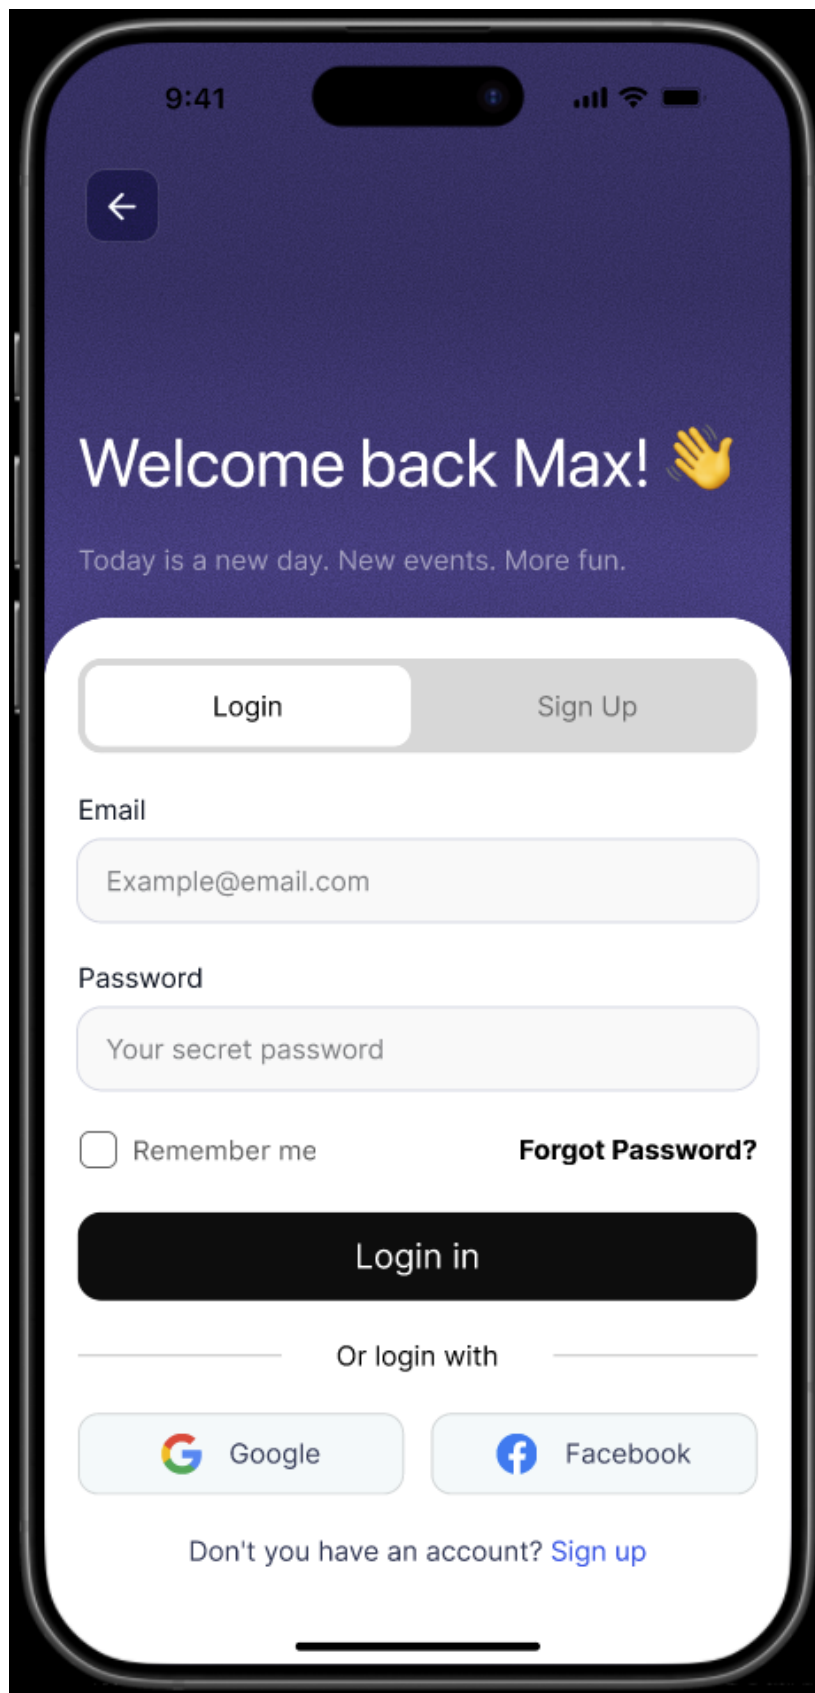 9:41
Welcome back Max! 👋
Today is a new day. New events. More fun.
Login
Sign Up
Email
Example@email.com
Password
Your secret password
Remember me
Forgot Password?
Login in
Or login with
Google
Facebook
Don't you have an account? Sign up